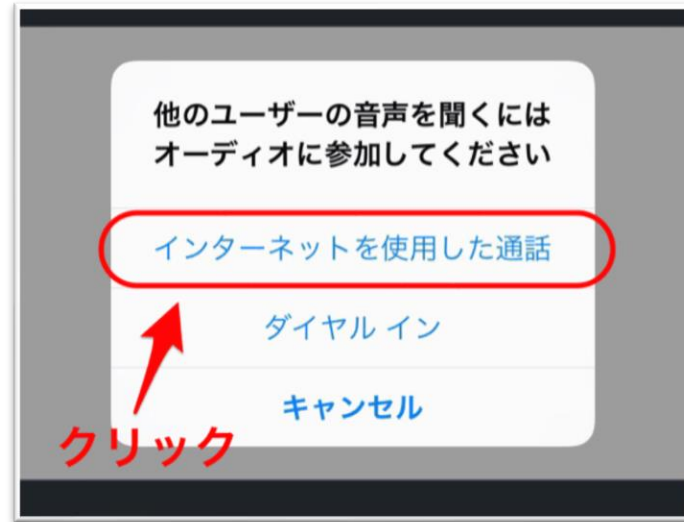 他のユーザーの音声を聞くには
オーディオに参加してください
インターネットを使用した通話
ダイヤル イン
キャンセル
クリック